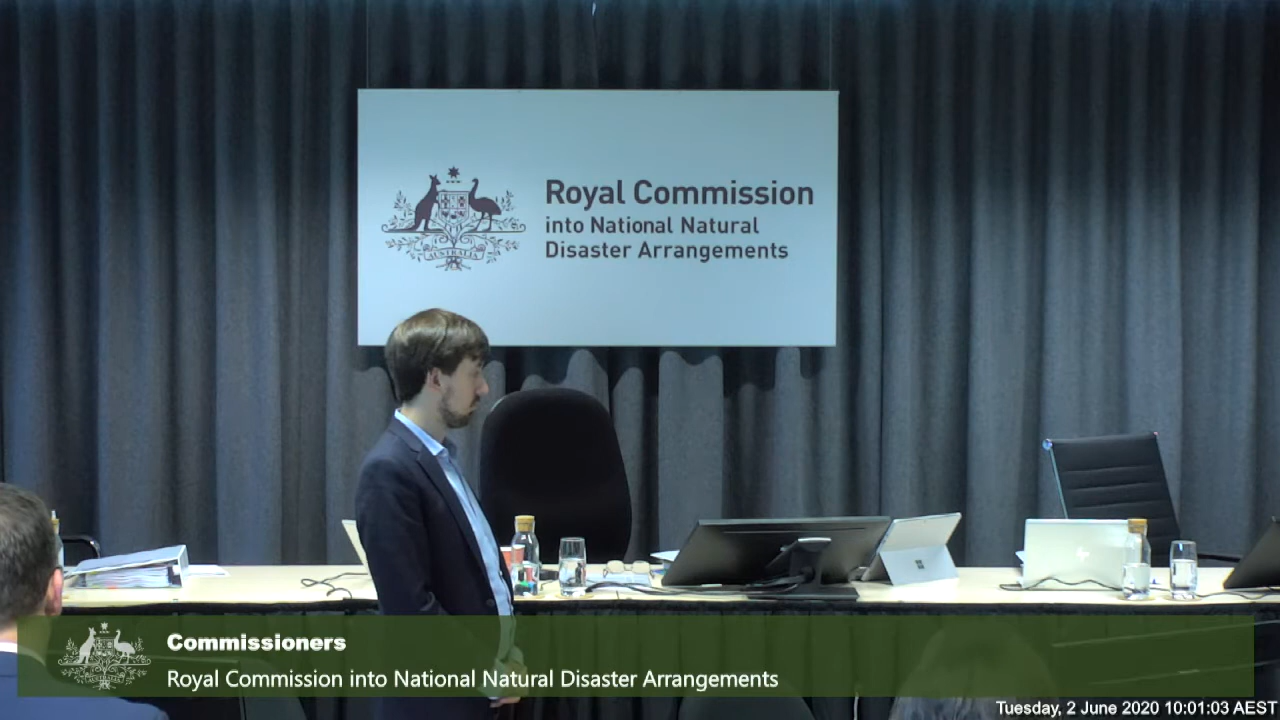 Royal Commission
into National Natural
Disaster Arrangements
AUSTRALIA
Commissioners
Royal Commission into National Natural Disaster Arrangements
Tuesday, 2 June 2020 10:01:03 AEST